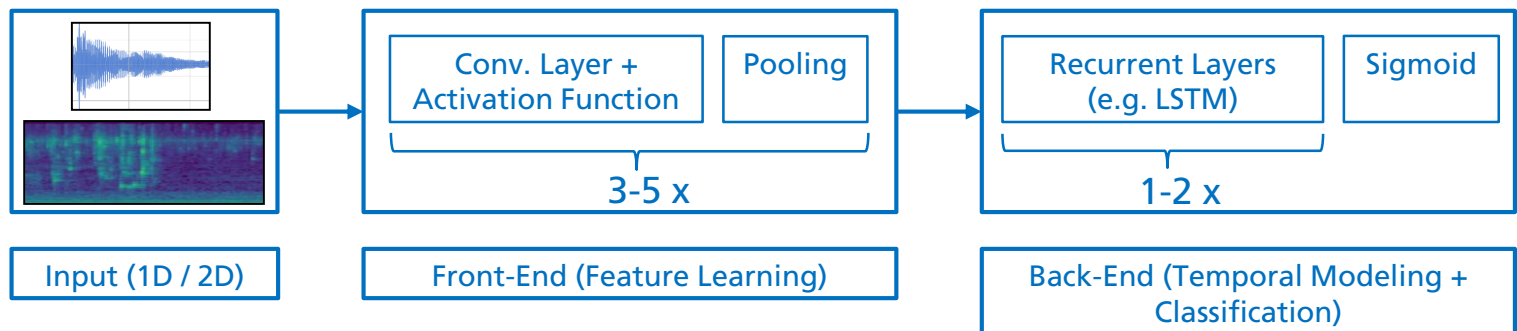 Conv. Layer +
Activation Function
Pooling
3-5 x
Recurrent Layers
(e.g. LSTM)
Sigmoid
1-2 x
Input (1D / 2D)
Front-End (Feature Learning)
Back-End (Temporal Modeling +
Classification)